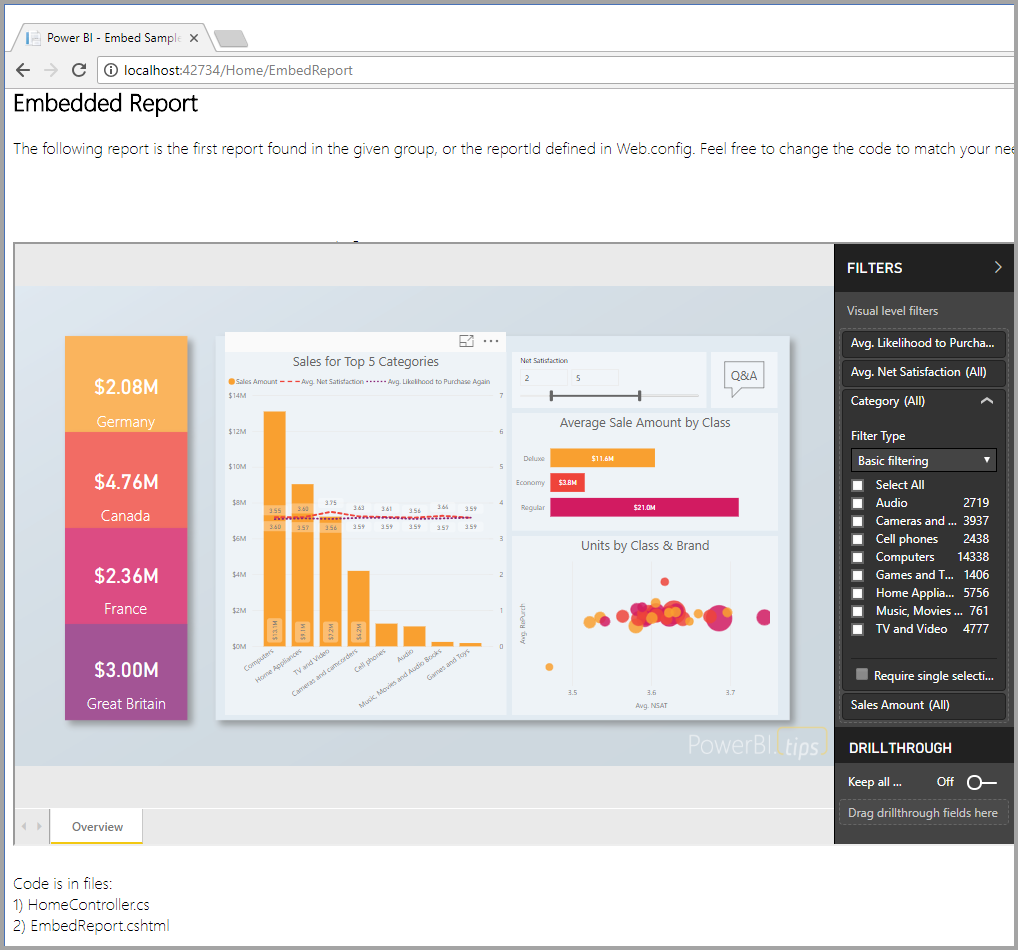 Power BI - Embed Sample
localhost:42734/Home/EmbedReport
Embedded Report
The following report is the first report found in the given group, or the reportId defined in Web.config. Feel free to change the code to match your nee
$2.08M
Germany
$4.76M
Canada
$2.36M
France
$3.00M
Great Britain
Sales for Top 5 Categories
Sales Amount Avg. Net Satisfaction Avg. Likelihood to Purchase Again
$14M 7
$12M 6
$10M 5
$8M 4
$6M 3
$4M 2
$2M 1
$0M 0
3.55 3.60 3.75 3.63 3.61 3.56 3.66 3.59
3.60 3.57 3.56 3.59 3.59 3.59 3.57 3.59
$13.1M $9.1M $7.2M $4.2M
Computers
Home Appliances
TV and Video
Cameras and camcorders
Cell phones
Audio
Music, Movies and Audio Books
Games and Toys
Net Satisfaction
2 5
Q&A
Average Sale Amount by Class
Deluxe $11.6M
Economy $3.8M
Regular $21.0M
Units by Class & Brand
Avg. RePurch
3.5 3.6 3.7
Avg. NSAT
PowerBI.tips
Overview
FILTERS
Visual level filters
Avg. Likelihood to Purcha...
Avg. Net Satisfaction (All)
Category (All)
Filter Type
Basic filtering
Select All
Audio 2719
Cameras and ... 3937
Cell phones 2438
Computers 14338
Games and T... 1406
Home Applia... 5756
Music, Movies ... 761
TV and Video 4777
Require single selecti...
Sales Amount (All)
DRILLTHROUGH
Keep all ... Off
Drag drillthrough fields here
Code is in files:
1) HomeController.cs
2) EmbedReport.cshtml